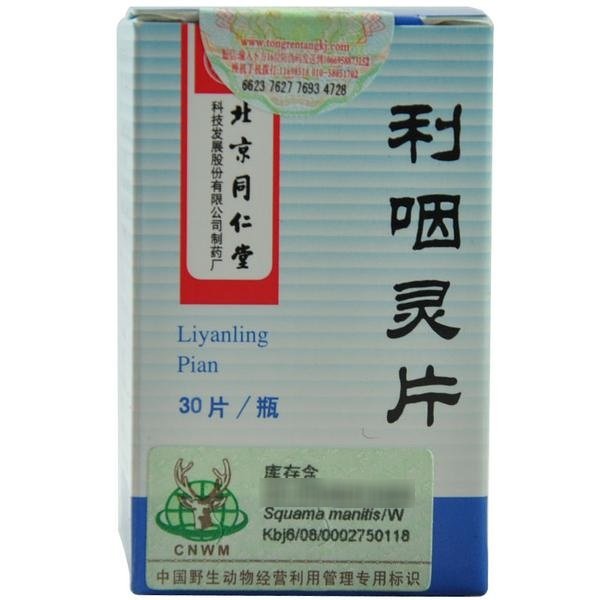 www.tongrentangkj.com
6623 7627 7693 4728
北京同仁堂
科技发展股份有限公司制药厂
利咽灵片
Liyanling
Pian
30片/瓶
库存含
Squama manitis/W
Kbj6/08/0002750118
CNWM
中国野生动物经营利用管理专用标识